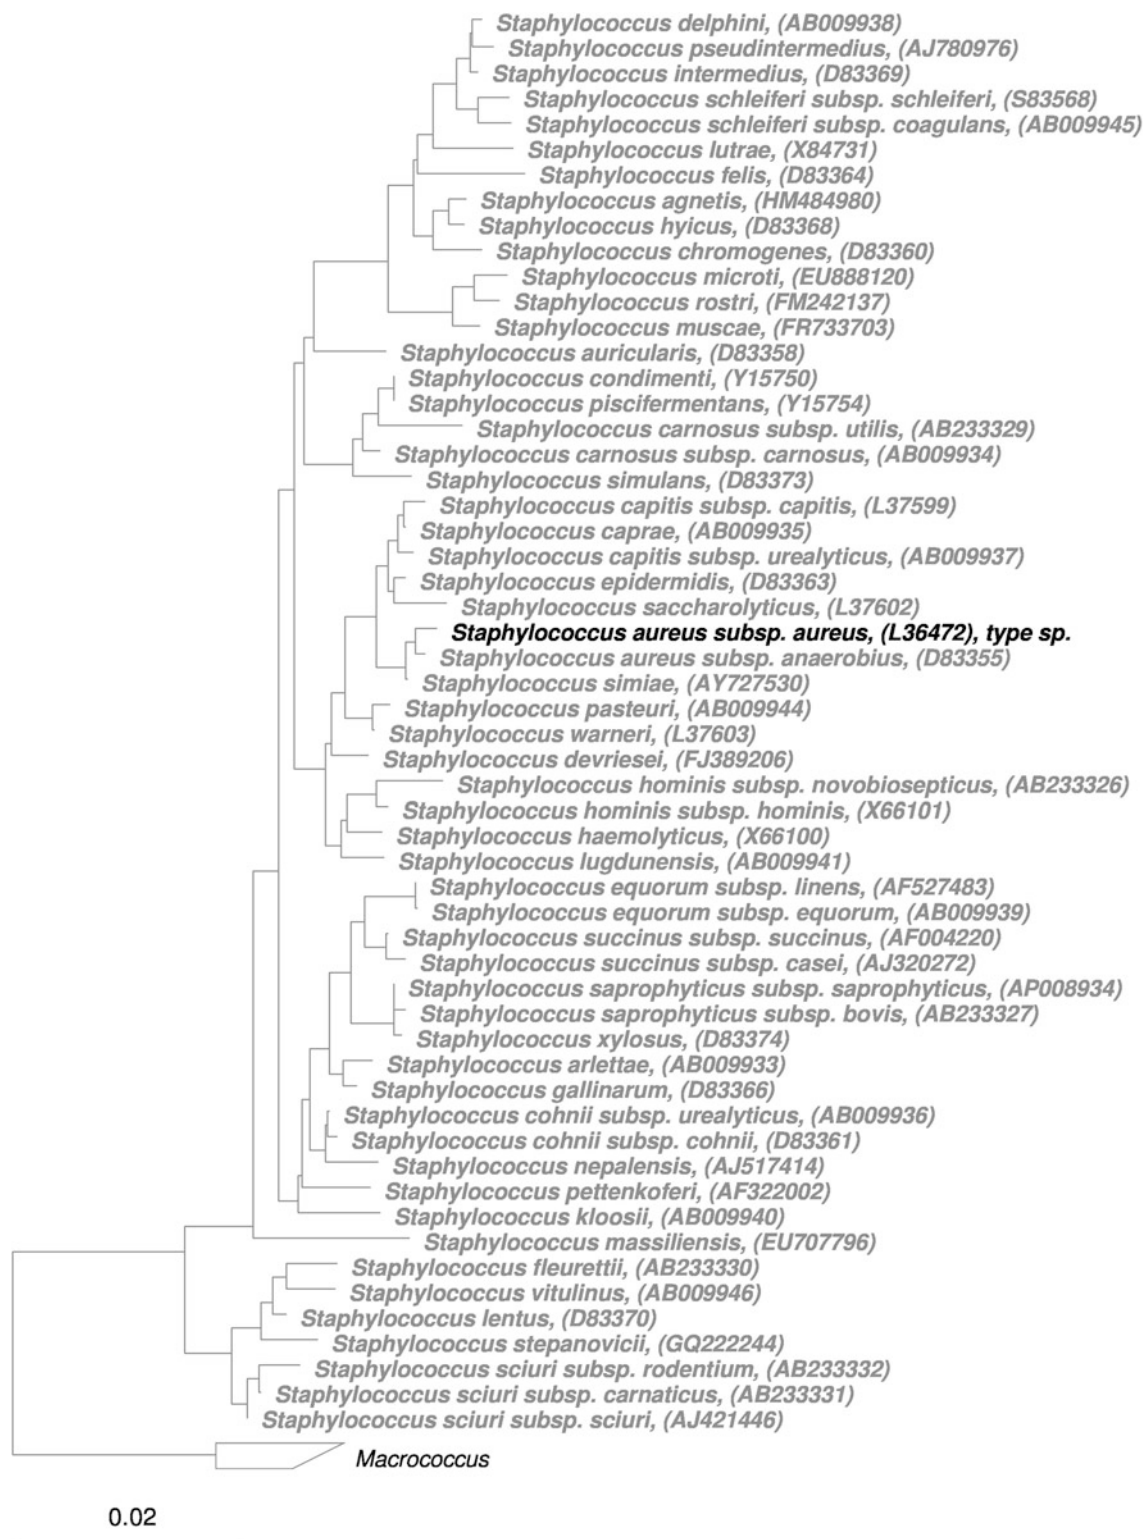 Staphylococcus delphini, (AB009938)
Staphylococcus pseudintermedius, (AJ780976)
Staphylococcus intermedius, (D83369)
Staphylococcus schleiferi subsp. schleiferi, (S83568)
Staphylococcus schleiferi subsp. coagulans, (AB009945)
Staphylococcus lutrae, (X84731)
Staphylococcus felis, (D83364)
Staphylococcus agnetis, (HM484980)
Staphylococcus hyicus, (D83368)
Staphylococcus chromogenes, (D83360)
Staphylococcus microti, (EU888120)
Staphylococcus rostri, (FM242137)
Staphylococcus muscae, (FR733703)
Staphylococcus auricularis, (D83358)
Staphylococcus condimenti, (Y15750)
Staphylococcus piscifermentans, (Y15754)
Staphylococcus carnosus subsp. utilis, (AB233329)
Staphylococcus carnosus subsp. carnosus, (AB009934)
Staphylococcus simulans, (D83373)
Staphylococcus capitis subsp. capitis, (L37599)
Staphylococcus caprae, (AB009935)
Staphylococcus capitis subsp. urealyticus, (AB009937)
Staphylococcus epidermidis, (D83363)
Staphylococcus saccharolyticus, (L37602)
Staphylococcus aureus subsp. aureus, (L36472), type sp.
Staphylococcus aureus subsp. anaerobius, (D83355)
Staphylococcus simiae, (AY727530)
Staphylococcus pasteuri, (AB009944)
Staphylococcus warneri, (L37603)
Staphylococcus devriesei, (FJ389206)
Staphylococcus hominis subsp. novobiosepticus, (AB233326)
Staphylococcus hominis subsp. hominis, (X66101)
Staphylococcus haemolyticus, (X66100)
Staphylococcus lugdunensis, (AB009941)
Staphylococcus equorum subsp. linens, (AF527483)
Staphylococcus equorum subsp. equorum, (AB009939)
Staphylococcus succinus subsp. succinus, (AF004220)
Staphylococcus succinus subsp. casei, (AJ320272)
Staphylococcus saprophyticus subsp. saprophyticus, (AP008934)
Staphylococcus saprophyticus subsp. bovis, (AB233327)
Staphylococcus xylosus, (D83374)
Staphylococcus arlettae, (AB009933)
Staphylococcus gallinarum, (D83366)
Staphylococcus cohnii subsp. urealyticus, (AB009936)
Staphylococcus cohnii subsp. cohnii, (D83361)
Staphylococcus nepalensis, (AJ517414)
Staphylococcus pettenkoferi, (AF322002)
Staphylococcus kloosii, (AB009940)
Staphylococcus massiliensis, (EU707796)
Staphylococcus fleurettii, (AB233330)
Staphylococcus vitulinus, (AB009946)
Staphylococcus lentus, (D83370)
Staphylococcus stepanovicii, (GQ222244)
Staphylococcus sciuri subsp. rodentium, (AB233332)
Staphylococcus sciuri subsp. carnaticus, (AB233331)
Staphylococcus sciuri subsp. sciuri, (AJ421446)
Macrococcus
0.02